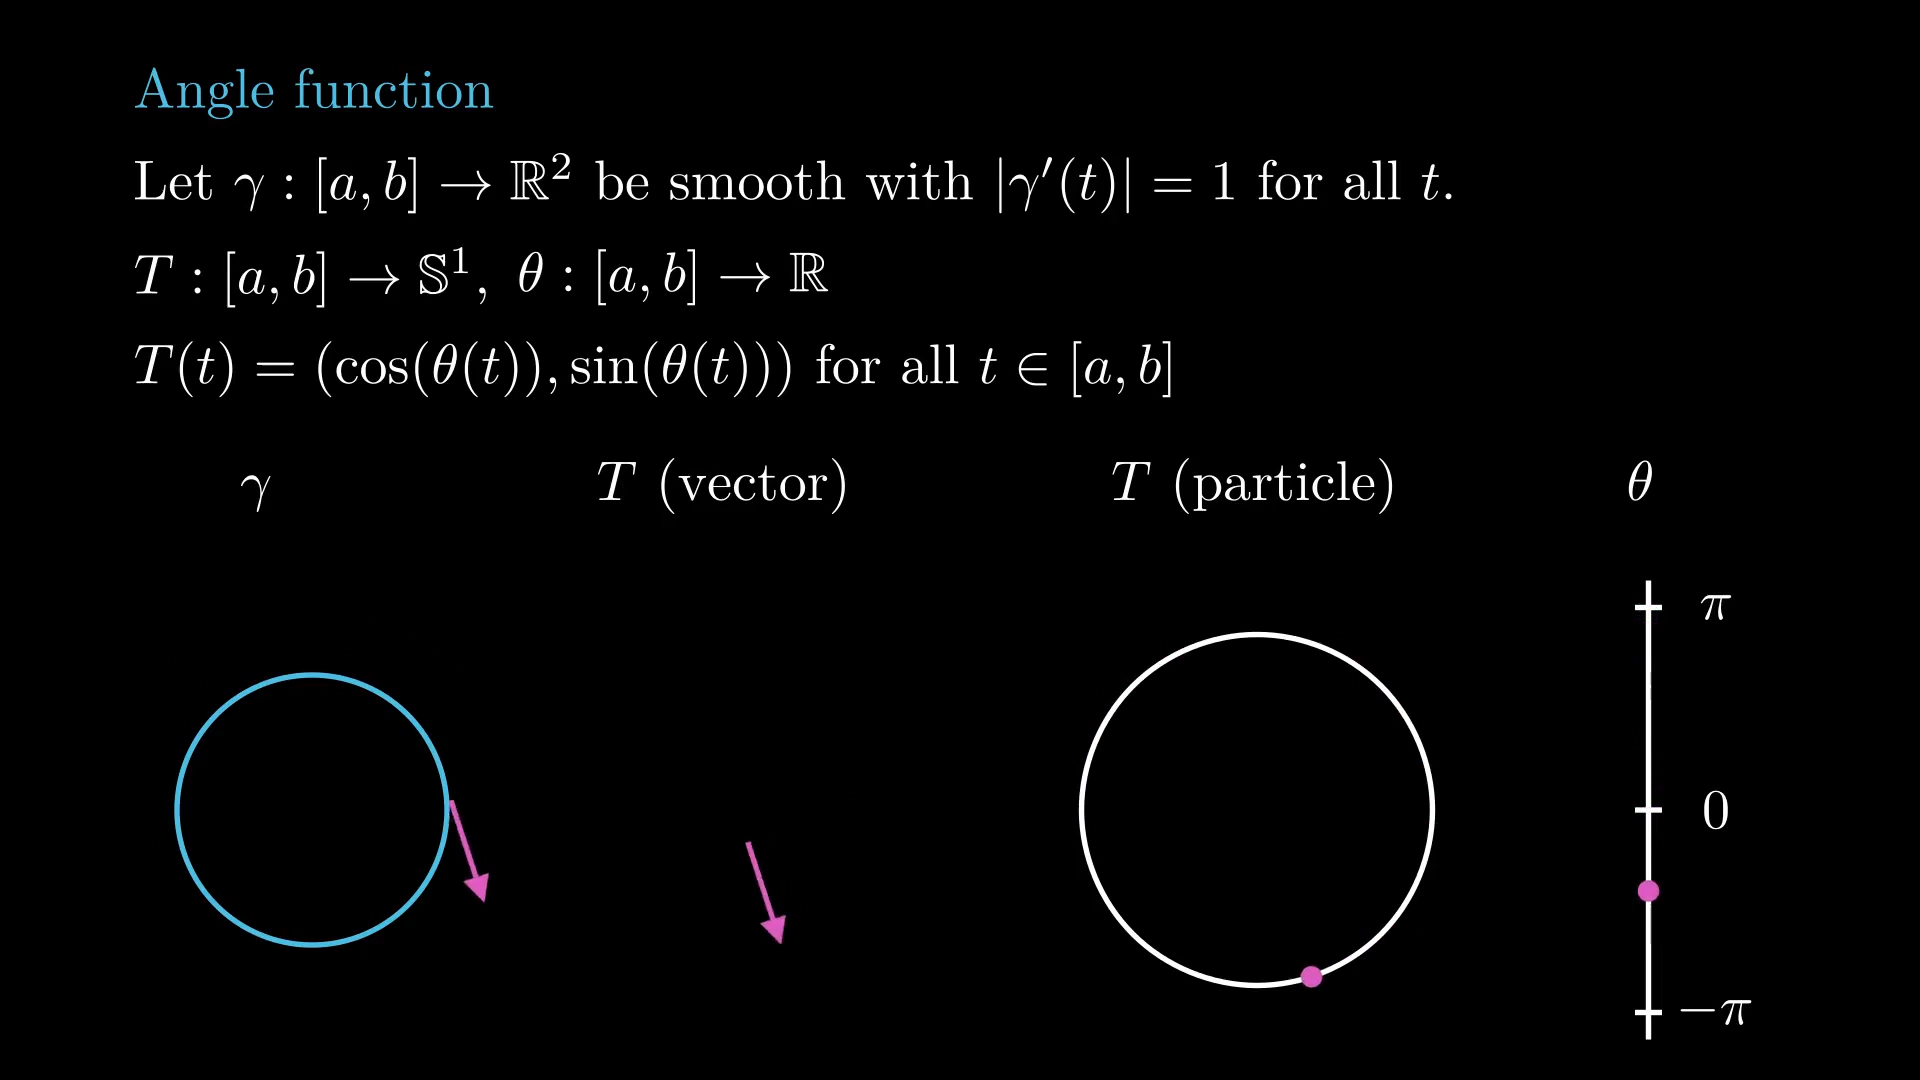 Angle function
Let γ : [a, b] → ℝ² be smooth with |γ′(t)| = 1 for all t.
T : [a, b] → 𝕊¹, θ : [a, b] → ℝ
T(t) = (cos(θ(t)), sin(θ(t))) for all t ∈ [a, b]
γ T (vector) T (particle) θ
π
0
−π